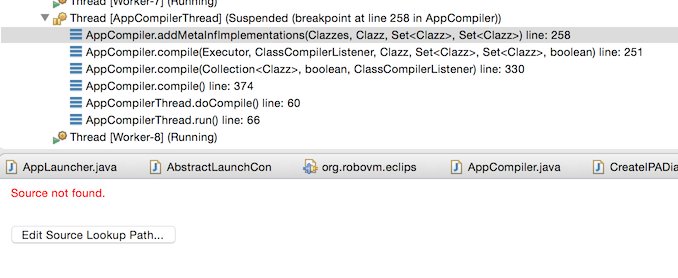 Thread [Worker-7] (Running)
Thread [AppCompilerThread] (Suspended (breakpoint at line 258 in AppCompiler))
AppCompiler.addMetaInfImplementations(Clazzes, Clazz, Set<Clazz>, Set<Clazz>) line: 258
AppCompiler.compile(Executor, ClassCompilerListener, Clazz, Set<Clazz>, Set<Clazz>, boolean) line: 251
AppCompiler.compile(Collection<Clazz>, boolean, ClassCompilerListener) line: 330
AppCompiler.compile() line: 374
AppCompilerThread.doCompile() line: 60
AppCompilerThread.run() line: 66
Thread [Worker-8] (Running)
AppLauncher.java AbstractLaunchCon org.robovm.eclips AppCompiler.java CreateIPADia
Source not found.
Edit Source Lookup Path...